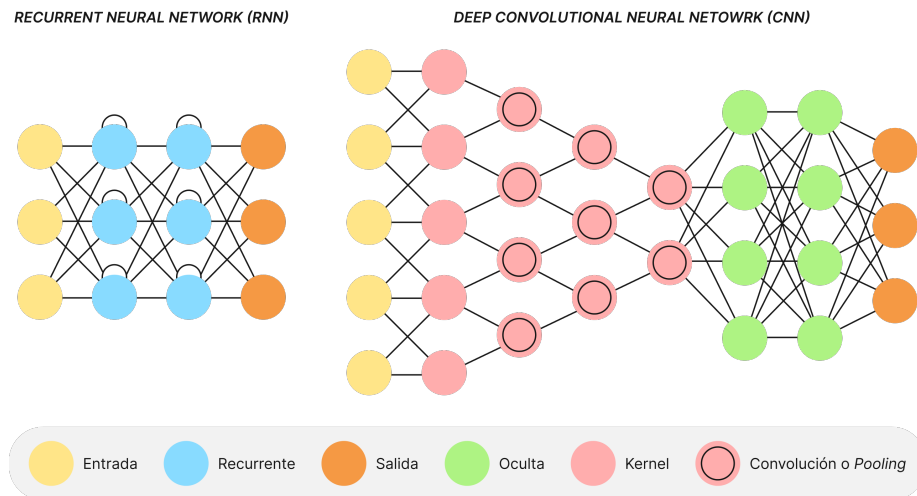 RECURRENT NEURAL NETWORK (RNN)
DEEP CONVOLUTIONAL NEURAL NETOWRK (CNN)
Entrada
Recurrente
Salida
Oculta
Kernel
Convolución o Pooling